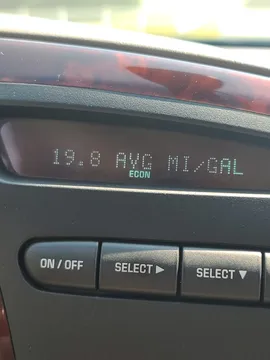 19.8 AVG MI/GAL
ECON
ON / OFF SELECT ► SELECT ▼